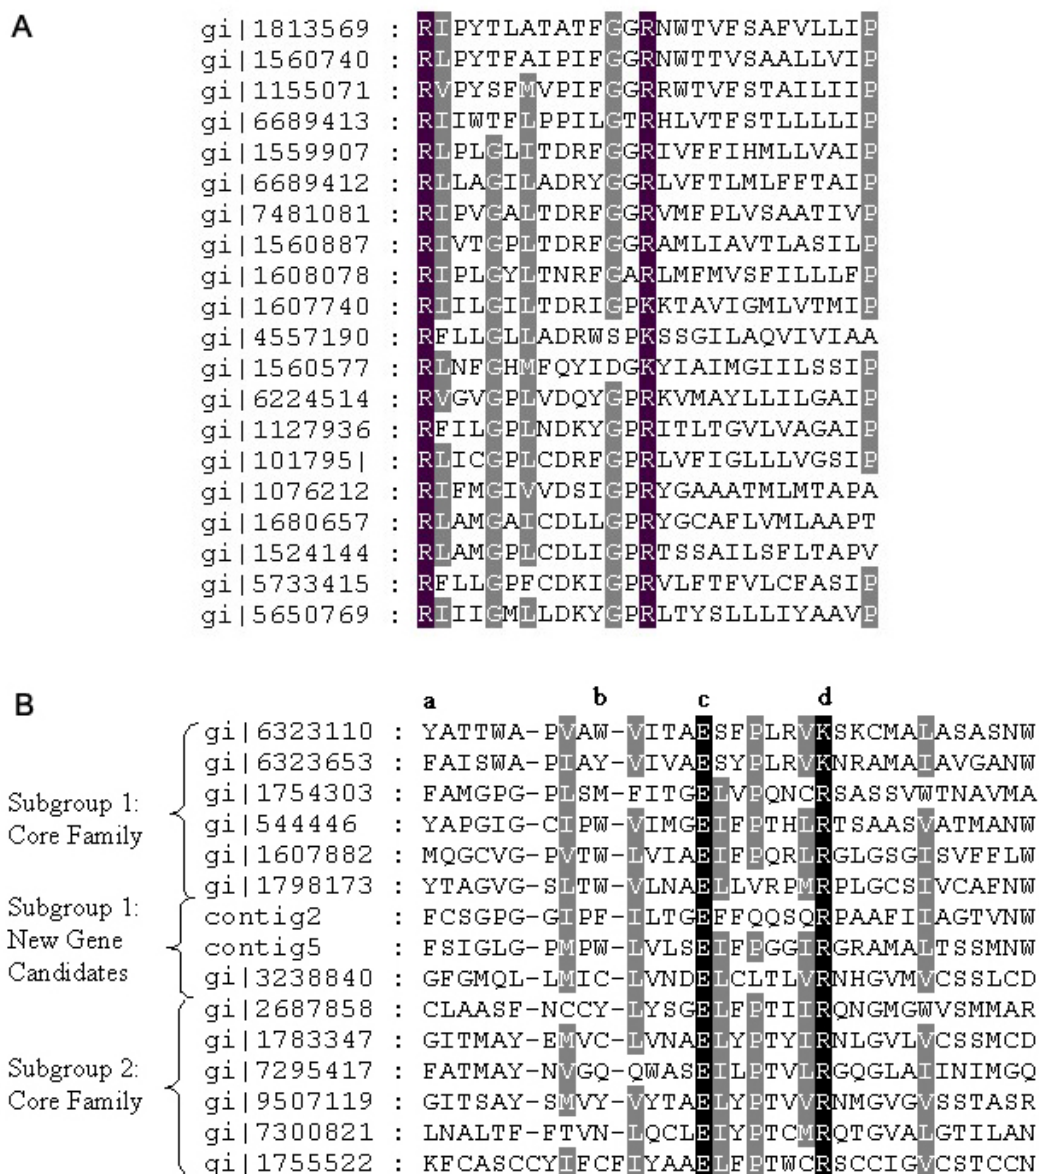 A
gi|1813569 : RIPYTLATATFGGRNWTVFSAFVLLIP
gi|1560740 : RLPYTFAIPIFGGRNWTTVSAALLVIP
gi|1155071 : RVPYSFMVPIFGGRRWTVFSTAILIIP
gi|6689413 : RIIWTFLPPILGTRHLVTFSTLLLLIP
gi|1559907 : RLPLGLITDRFGGRIVFFIHMLLVAIP
gi|6689412 : RLLAGILADRYGGRLVFTLMLFFTAIP
gi|7481081 : RIPVGALTDRFGGRVMFPLVSAATIVP
gi|1560887 : RIVTGPLTDRFGGRAMLIAVTLASILP
gi|1608078 : RIPLGYLTNRFGARLMFMVSFILLLFP
gi|1607740 : RIILGILTDRIGPKKTAVIGMLVTMIP
gi|4557190 : RFLLGLLADRWSPKSSGILAQVIVIAA
gi|1560577 : RLNFGHMFQYIDGKYIAIMGIILSSIP
gi|6224514 : RVGVGPLVDQYGPRKVMAYLLILGAIP
gi|1127936 : RFILGPLNDKYGPRITLTGVLVAGAIP
gi|101795| : RLICGPLCDRFGPRLVFIGLLLVGSIP
gi|1076212 : RIFMGIVVDSIGPRYGAAATMLMTAPA
gi|1680657 : RLAMGAICDLLGPRYGCAFLVMLAAPT
gi|1524144 : RLAMGPLCDLIGPRTSSAILSFLTAPV
gi|5733415 : RFLLGPFCDKIGPRVLFTFVLCFASIP
gi|5650769 : RIIIGMLLDKYGPRLTYSLLLIYAAVP
B
a b c d
Subgroup 1:
Core Family
gi|6323110 : YATTWA-PVAW-VITAESFPLRVKSKCMALASASNW
gi|6323653 : FAISWA-PIAY-VIVAESYPLRVKNRAMAIAVGANW
gi|1754303 : FAMGPG-PLSM-FITGELVPQNCRSASSVWTNAVMA
gi|544446 : YAPGIG-CIPW-VIMGEIFPTHLRTSAASVATMANW
gi|1607882 : MQGCVG-PVTW-LVIAEIFPQRLRGLGSGISVFFLW
gi|1798173 : YTAGVG-SLTW-VLNAELLVRPMRPLGCSIVCAFNW
Subgroup 1:
New Gene
Candidates
contig2 : FCSGPG-GIPF-ILTGEFFQQSQRPAAFIIAGTVNW
contig5 : FSIGLG-PMPW-LVLSEIFPGGIRGRAMALTSSMNW
gi|3238840 : GFGMQL-LMIC-LVNDELCLTLVRNHGVMVCSSLCD
Subgroup 2:
Core Family
gi|2687858 : CLAASF-NCCY-LYSGELFPTIIRQNGMGWVSMMAR
gi|1783347 : GITMAY-EMVC-LVNAELYPTYIRNLGVLVCSSMCD
gi|7295417 : FATMAY-NVGQ-QWASEILPTVLRGQGLAIINIMGQ
gi|9507119 : GITSAY-SMVY-VYTAELYPTVVRNMGVGVSSTASR
gi|7300821 : LNALTF-FTVN-LQCLEIYPTCMRQTGVALGTILAN
gi|1755522 : KFCASCCYIFCFIYAAELFPTWCRSCCIGVCSTCCN